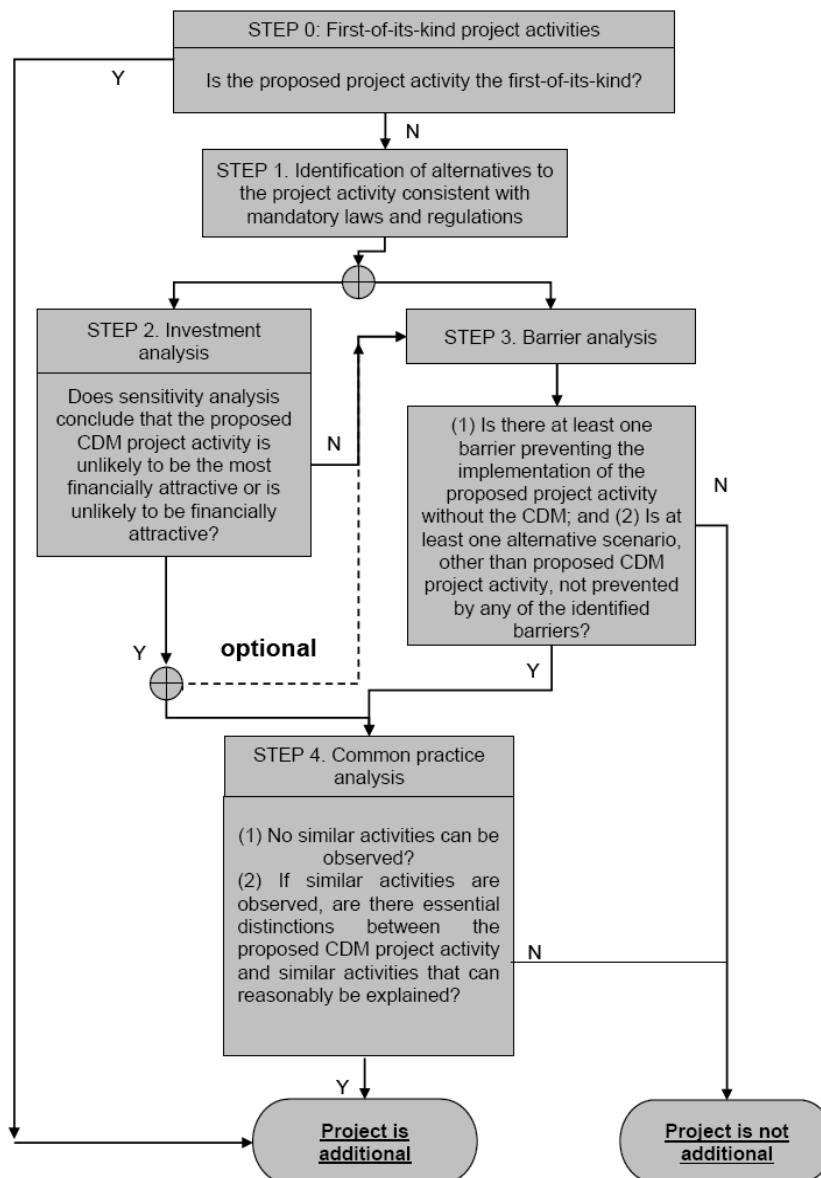 STEP 0: First-of-its-kind project activities
Y
Is the proposed project activity the first-of-its-kind?
N
STEP 1. Identification of alternatives to
the project activity consistent with
mandatory laws and regulations
STEP 2. Investment
analysis
STEP 3. Barrier analysis
Does sensitivity analysis
conclude that the proposed
CDM project activity is
unlikely to be the most
financially attractive or is
unlikely to be financially
attractive?
N
(1) Is there at least one
barrier preventing the
implementation of the
proposed project activity
without the CDM; and (2) Is at
least one alternative scenario,
other than proposed CDM
project activity, not prevented
by any of the identified
barriers?
N
Y
optional
Y
STEP 4. Common practice
analysis
(1) No similar activities can be
observed?
(2) If similar activities are
observed, are there essential
distinctions between the
proposed CDM project activity
and similar activities that can
reasonably be explained?
N
Y
Project is
additional
Project is not
additional